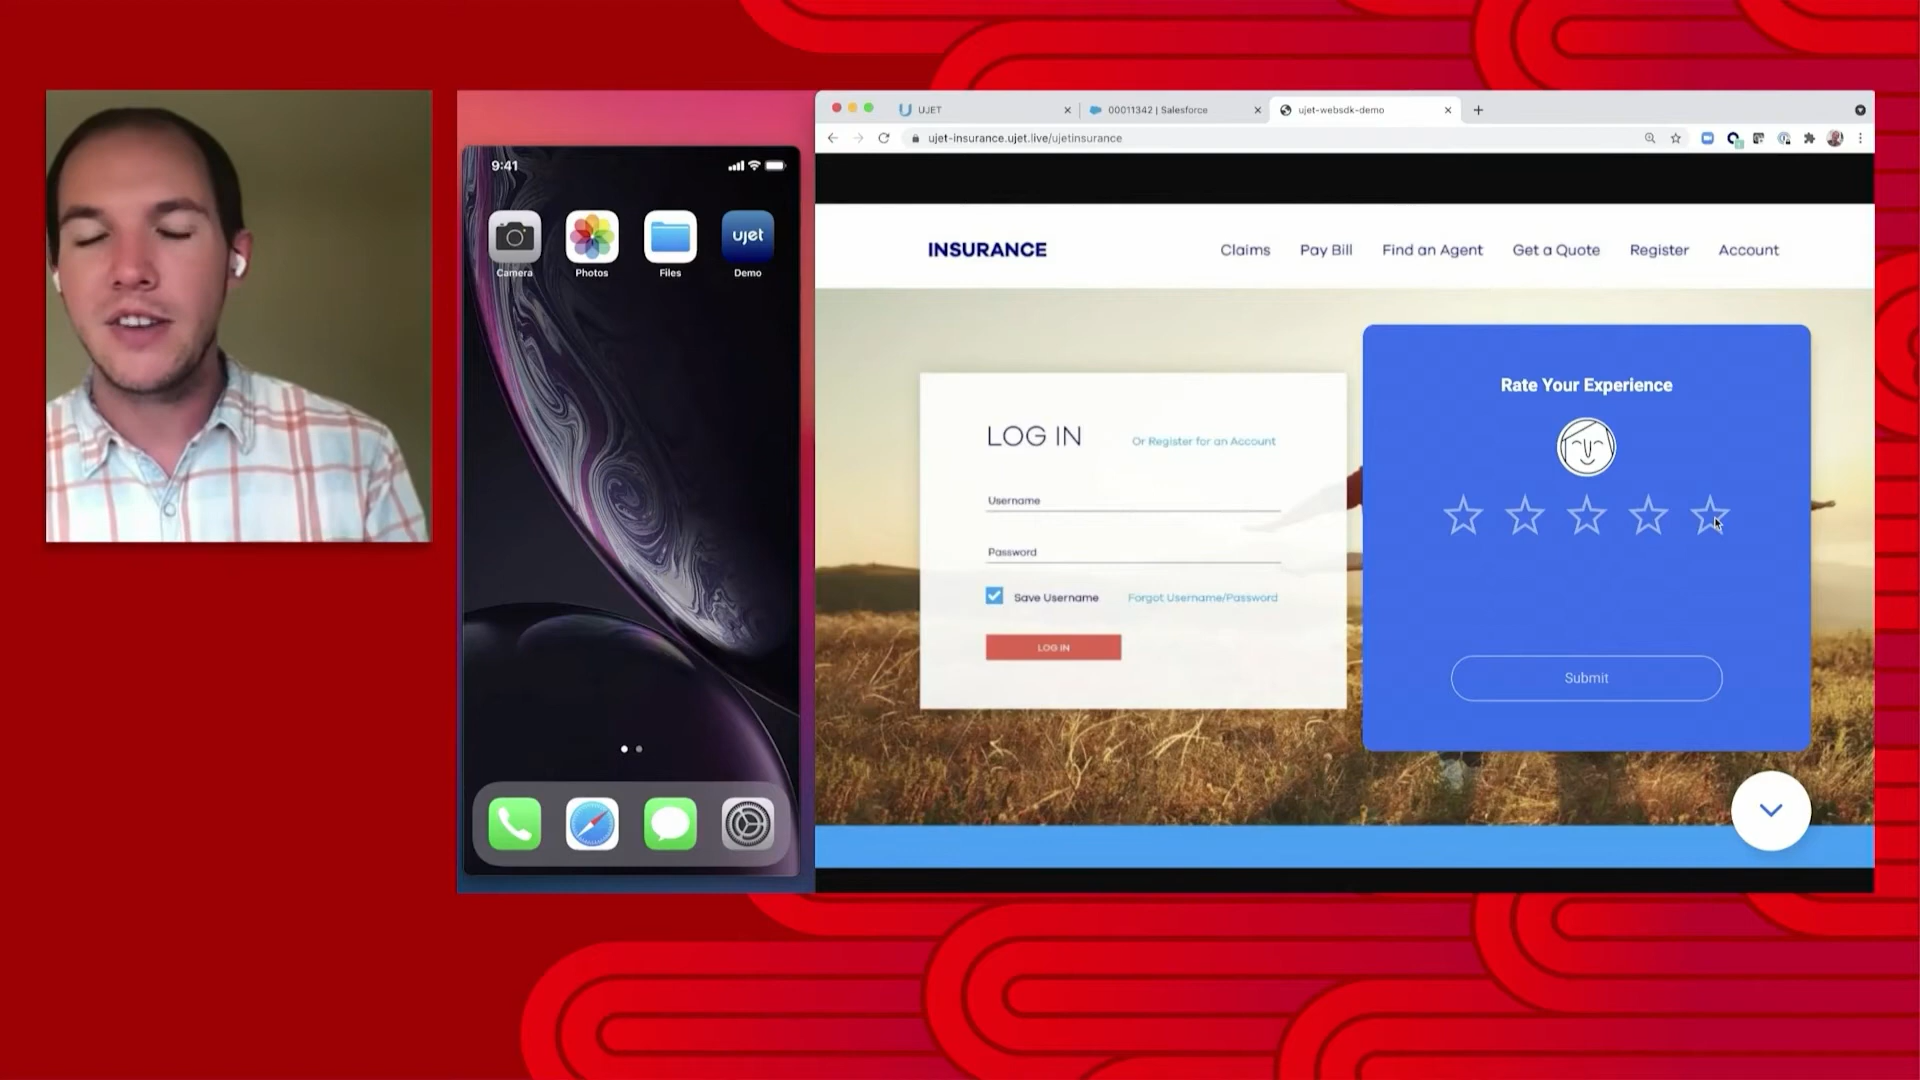 9:41
Camera
Photos
Files
ujet
Demo
UJET
00011342 | Salesforce
ujet-websdk-demo
ujet-insurance.ujet.live/ujetinsurance
INSURANCE
Claims
Pay Bill
Find an Agent
Get a Quote
Register
Account
LOG IN
Or Register for an Account
Username
Password
Save Username
Forgot Username/Password
LOG IN
Rate Your Experience
Submit